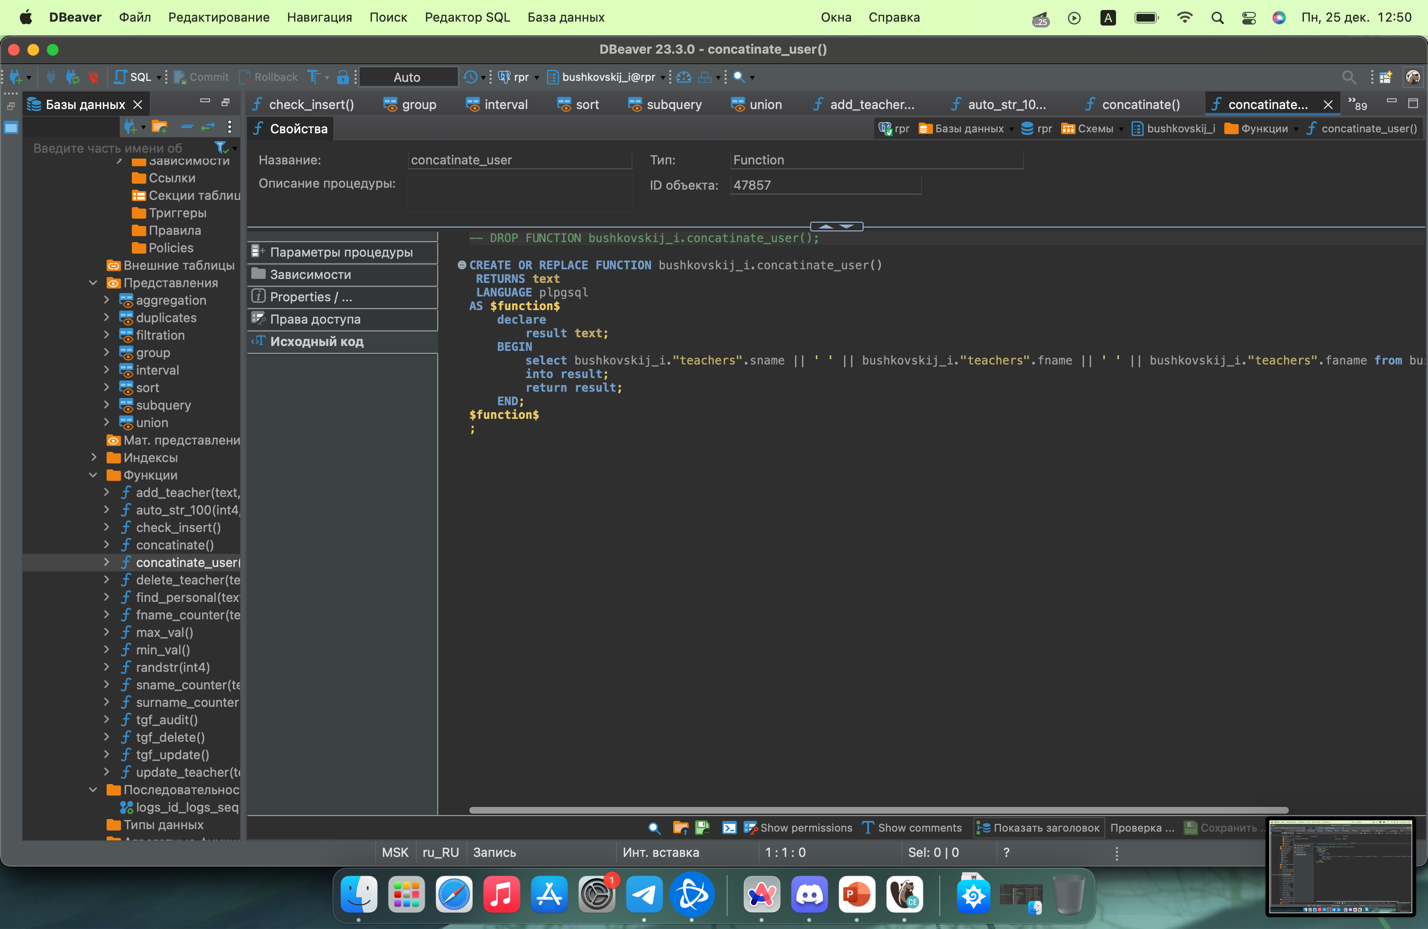 DBeaver Файл Редактирование Навигация Поиск Редактор SQL База данных Окна Справка .25 A Пн, 25 дек. 12:50
DBeaver 23.3.0 - concatinate_user()
SQL Commit Rollback T Auto rpr bushkovskij_i@rpr
Базы данных
check_insert() group interval sort subquery union add_teacher... auto_str_10... concatinate() concatinate... 89
Свойства
rpr Базы данных rpr Схемы bushkovskij_i Функции concatinate_user()
Введите часть имени об
Название: concatinate_user Тип: Function
Описание процедуры: ID объекта: 47857
Зависимости
Ссылки
Секции таблиц
Триггеры
Правила
Policies
Внешние таблицы
Представления
aggregation
duplicates
filtration
group
interval
sort
subquery
union
Мат. представлени
Индексы
Функции
add_teacher(text,
auto_str_100(int4,
check_insert()
concatinate()
concatinate_user(
delete_teacher(te
find_personal(tex
fname_counter(te
max_val()
min_val()
randstr(int4)
sname_counter(te
surname_counter
tgf_audit()
tgf_delete()
tgf_update()
update_teacher(te
Последовательнос
logs_id_logs_seq
Типы данных
Параметры процедуры
Зависимости
Properties / ...
Права доступа
Исходный код
-- DROP FUNCTION bushkovskij_i.concatinate_user();
CREATE OR REPLACE FUNCTION bushkovskij_i.concatinate_user()
RETURNS text
LANGUAGE plpgsql
AS $function$
declare
result text;
BEGIN
select bushkovskij_i."teachers".sname || ' ' || bushkovskij_i."teachers".fname || ' ' || bushkovskij_i."teachers".faname from bu
into result;
return result;
END;
$function$
;
Show permissions Show comments Показать заголовок Проверка ... Сохранить ...
MSK ru_RU Запись Инт. вставка 1 : 1 : 0 Sel: 0 | 0 ?
1
P
CE
W